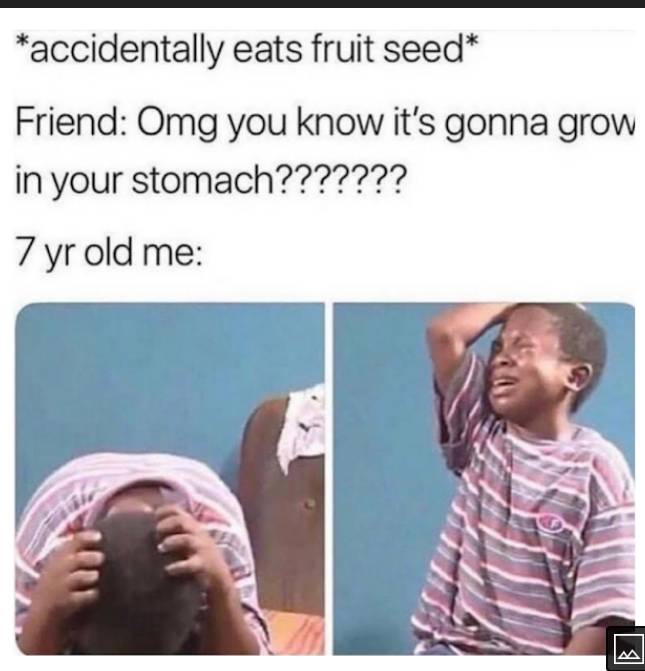 *accidentally eats fruit seed*
Friend: Omg you know it's gonna grow
in your stomach???????
7 yr old me: